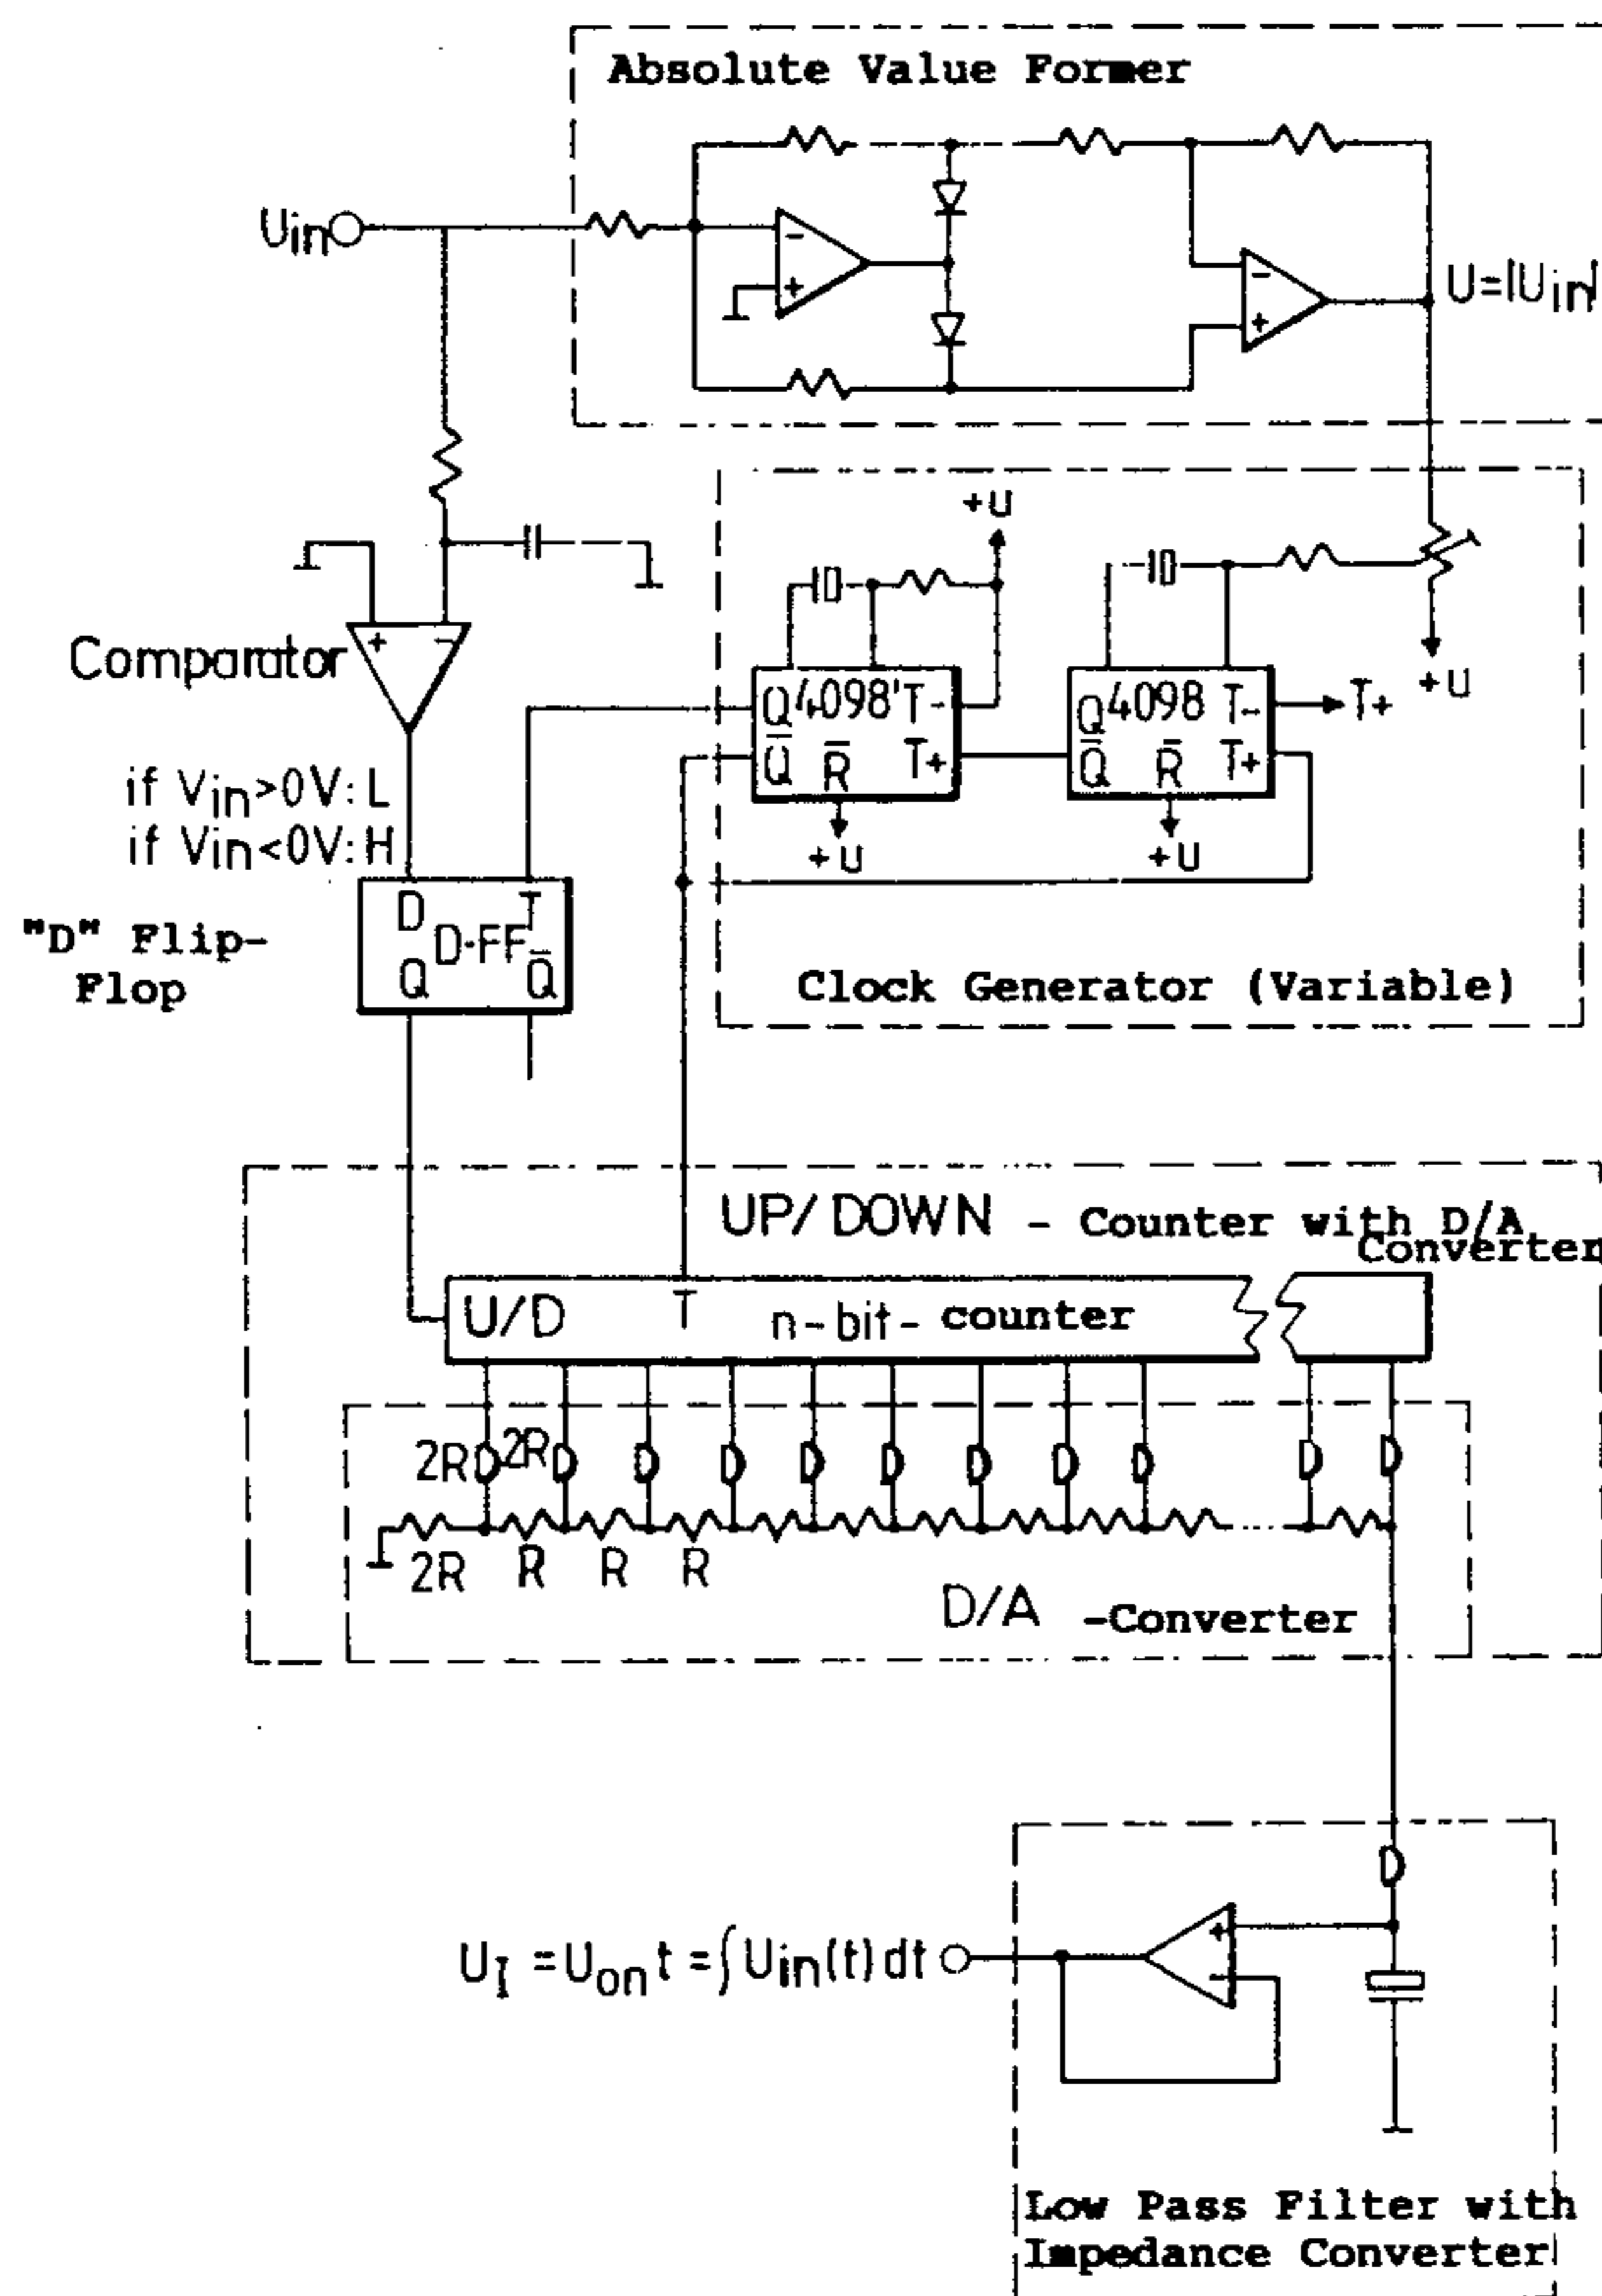 Absolute Value Former
Uin
-
+
-
+
U=|Uin|
+U
+ -
Comparator
Q 4098' T-
Q̅ R̅ T+
Q 4098 T-
Q̅ R̅ T+
T+
+U
if Vin>0V: L
if Vin<0V: H
+U
+U
D T
D-FF
Q Q̅
"D" Flip-
Flop
Clock Generator (Variable)
UP/DOWN - Counter with D/A
Converter
U/D T n-bit- counter
2R 2R
2R R R R
D/A -Converter
+
-
UI = Uon t = ∫ Uin(t) dt
Low Pass Filter with
Impedance Converter